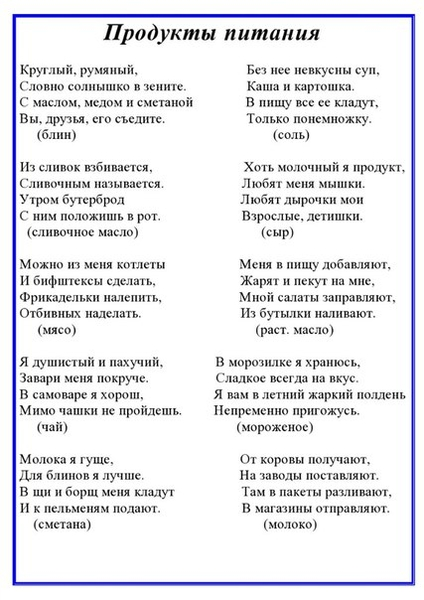 Продукты питания
Круглый, румяный,
Словно солнышко в зените.
С маслом, медом и сметаной
Вы, друзья, его съедите.
(блин)
Без нее невкусны суп,
Каша и картошка.
В пищу все ее кладут,
Только понемножку.
(соль)
Из сливок взбивается,
Сливочным называется.
Утром бутерброд
С ним положишь в рот.
(сливочное масло)
Хоть молочный я продукт,
Любят меня мышки.
Любят дырочки мои
Взрослые, детишки.
(сыр)
Можно из меня котлеты
И бифштексы сделать,
Фрикадельки налепить,
Отбивных наделать.
(мясо)
Меня в пищу добавляют,
Жарят и пекут на мне,
Мной салаты заправляют,
Из бутылки наливают.
(раст. масло)
Я душистый и пахучий,
Завари меня покруче.
В самоваре я хорош,
Мимо чашки не пройдешь.
(чай)
В морозилке я хранюсь,
Сладкое всегда на вкус.
Я вам в летний жаркий полдень
Непременно пригожусь.
(мороженое)
Молока я гуще,
Для блинов я лучше.
В щи и борщ меня кладут
И к пельменям подают.
(сметана)
От коровы получают,
На заводы поставляют.
Там в пакеты разливают,
В магазины отправляют.
(молоко)